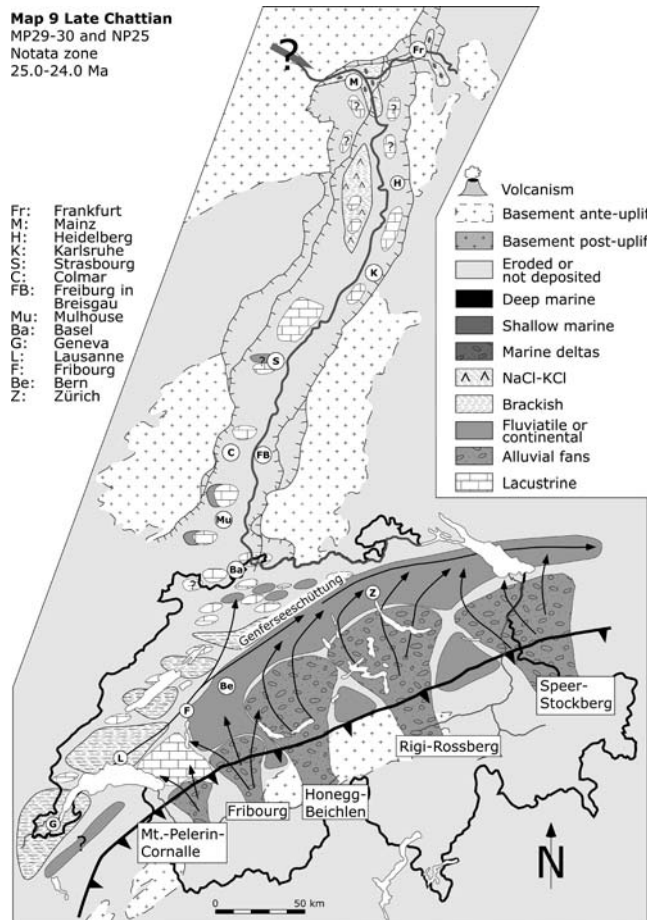 Map 9 Late Chattian
MP29-30 and NP25
Notata zone
25.0-24.0 Ma
?
Fr
M
?
?
?
?
H
K
?
S
C
FB
Mu
Ba
?
Z
Be
F
L
G
?
Fr: Frankfurt
M: Mainz
H: Heidelberg
K: Karlsruhe
S: Strasbourg
C: Colmar
FB: Freiburg in
Breisgau
Mu: Mulhouse
Ba: Basel
G: Geneva
L: Lausanne
F: Fribourg
Be: Bern
Z: Zürich
Volcanism
Basement ante-uplift
Basement post-uplift
Eroded or
not deposited
Deep marine
Shallow marine
Marine deltas
NaCl-KCl
Brackish
Fluviatile or
continental
Alluvial fans
Lacustrine
NaCl-KCl
Genferseeschüttung
Speer-
Stockberg
Rigi-Rossberg
Honegg-
Beichlen
Fribourg
Mt.-Pelerin-
Cornalle
N
0 50 km